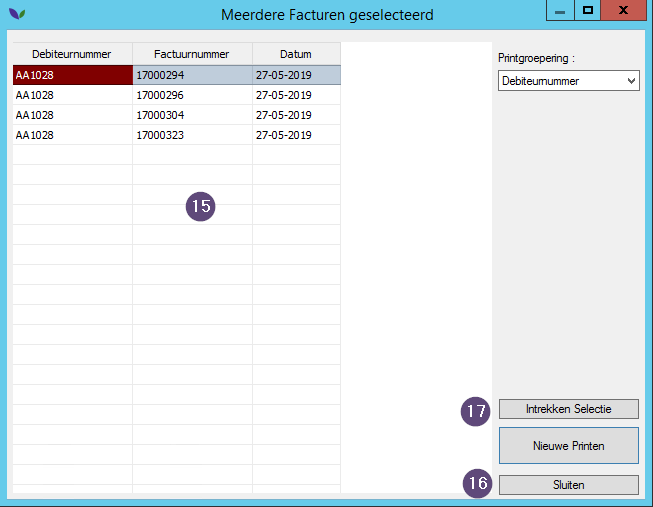 Meerdere Facturen geselecteerd
Debiteurnummer Factuurnummer Datum
AA1028 17000294 27-05-2019
AA1028 17000296 27-05-2019
AA1028 17000304 27-05-2019
AA1028 17000323 27-05-2019
15
Printgroepering :
Debiteurnummer
17 Intrekken Selectie
Nieuwe Printen
16 Sluiten